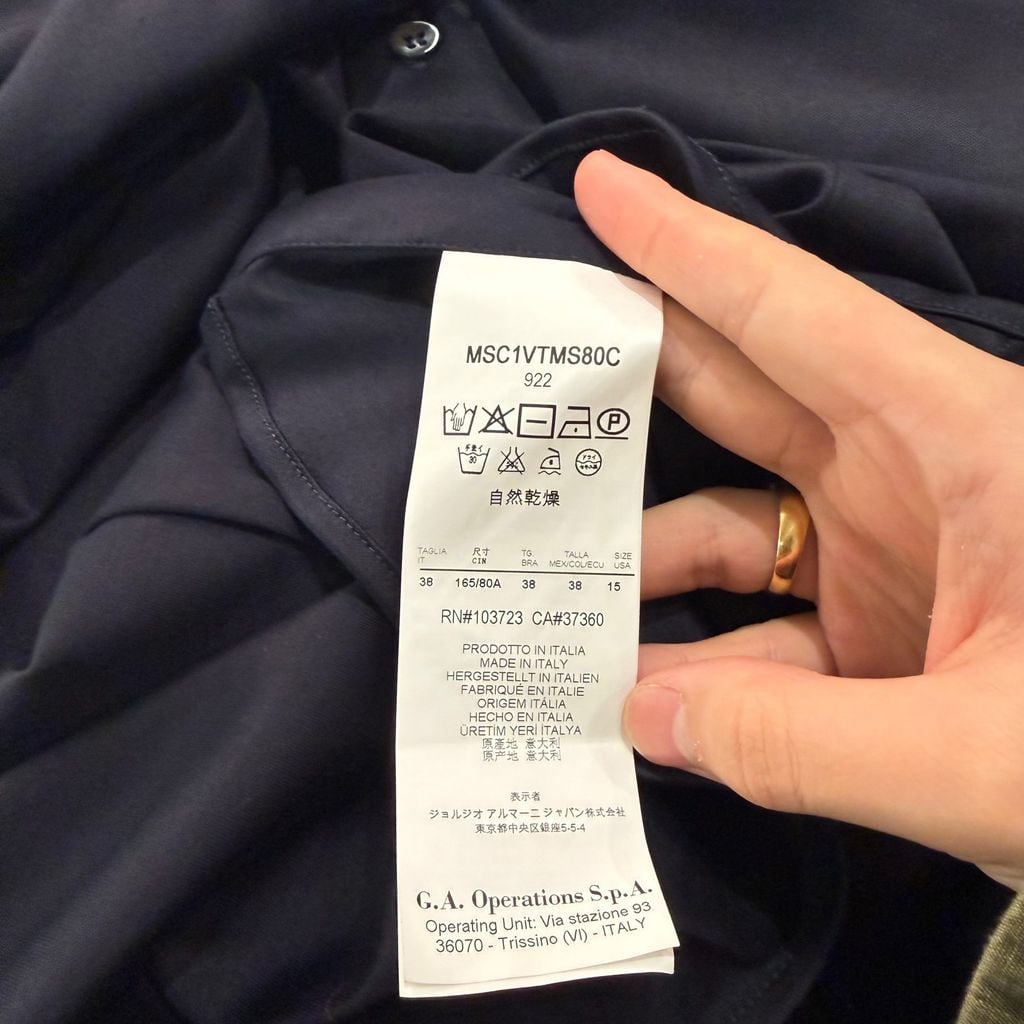 MSC1VTMS80C
922
P
手洗イ
30
ドライ
自然乾燥
TAGLIA IT 尺寸 CIN TG. BRA TALLA MEX/COL/ECU SIZE USA
38 165/80A 38 38 15
RN#103723 CA#37360
PRODOTTO IN ITALIA
MADE IN ITALY
HERGESTELLT IN ITALIEN
FABRIQUÉ EN ITALIE
ORIGEM ITÁLIA
HECHO EN ITALIA
ÜRETİM YERİ İTALYA
原產地 意大利
原产地 意大利
表示者
ジョルジオ アルマーニ ジャパン株式会社
東京都中央区銀座5-5-4
G.A. Operations S.p.A.
Operating Unit: Via stazione 93
36070 - Trissino (VI) - ITALY